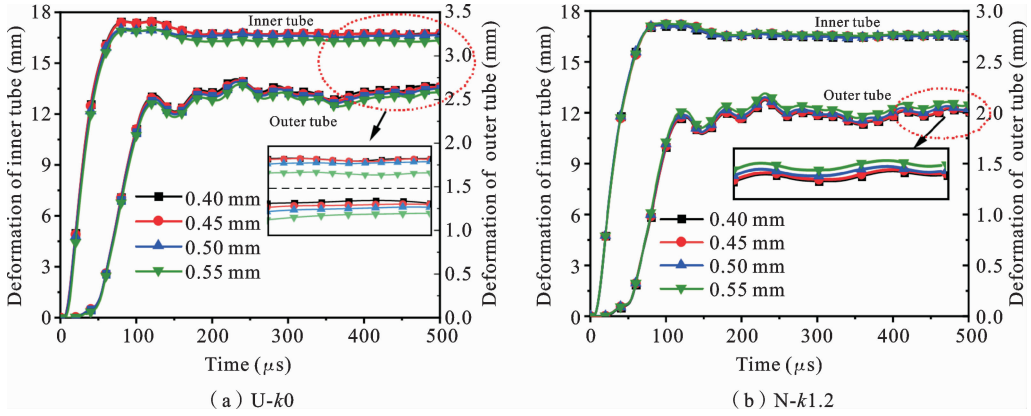 Deformation of inner tube (mm)
18
15
12
9
6
3
0
Inner tube
Outer tube
0.40 mm
0.45 mm
0.50 mm
0.55 mm
3.5
3.0
2.5
2.0
1.5
1.0
0.5
0.0
Deformation of outer tube (mm)
0 100 200 300 400 500
Time (μs)
(a) U-k0
Deformation of inner tube (mm)
18
15
12
9
6
3
0
Inner tube
Outer tube
0.40 mm
0.45 mm
0.50 mm
0.55 mm
3.0
2.5
2.0
1.5
1.0
0.5
0.0
Deformation of outer tube (mm)
0 100 200 300 400 500
Time (μs)
(b) N-k1.2